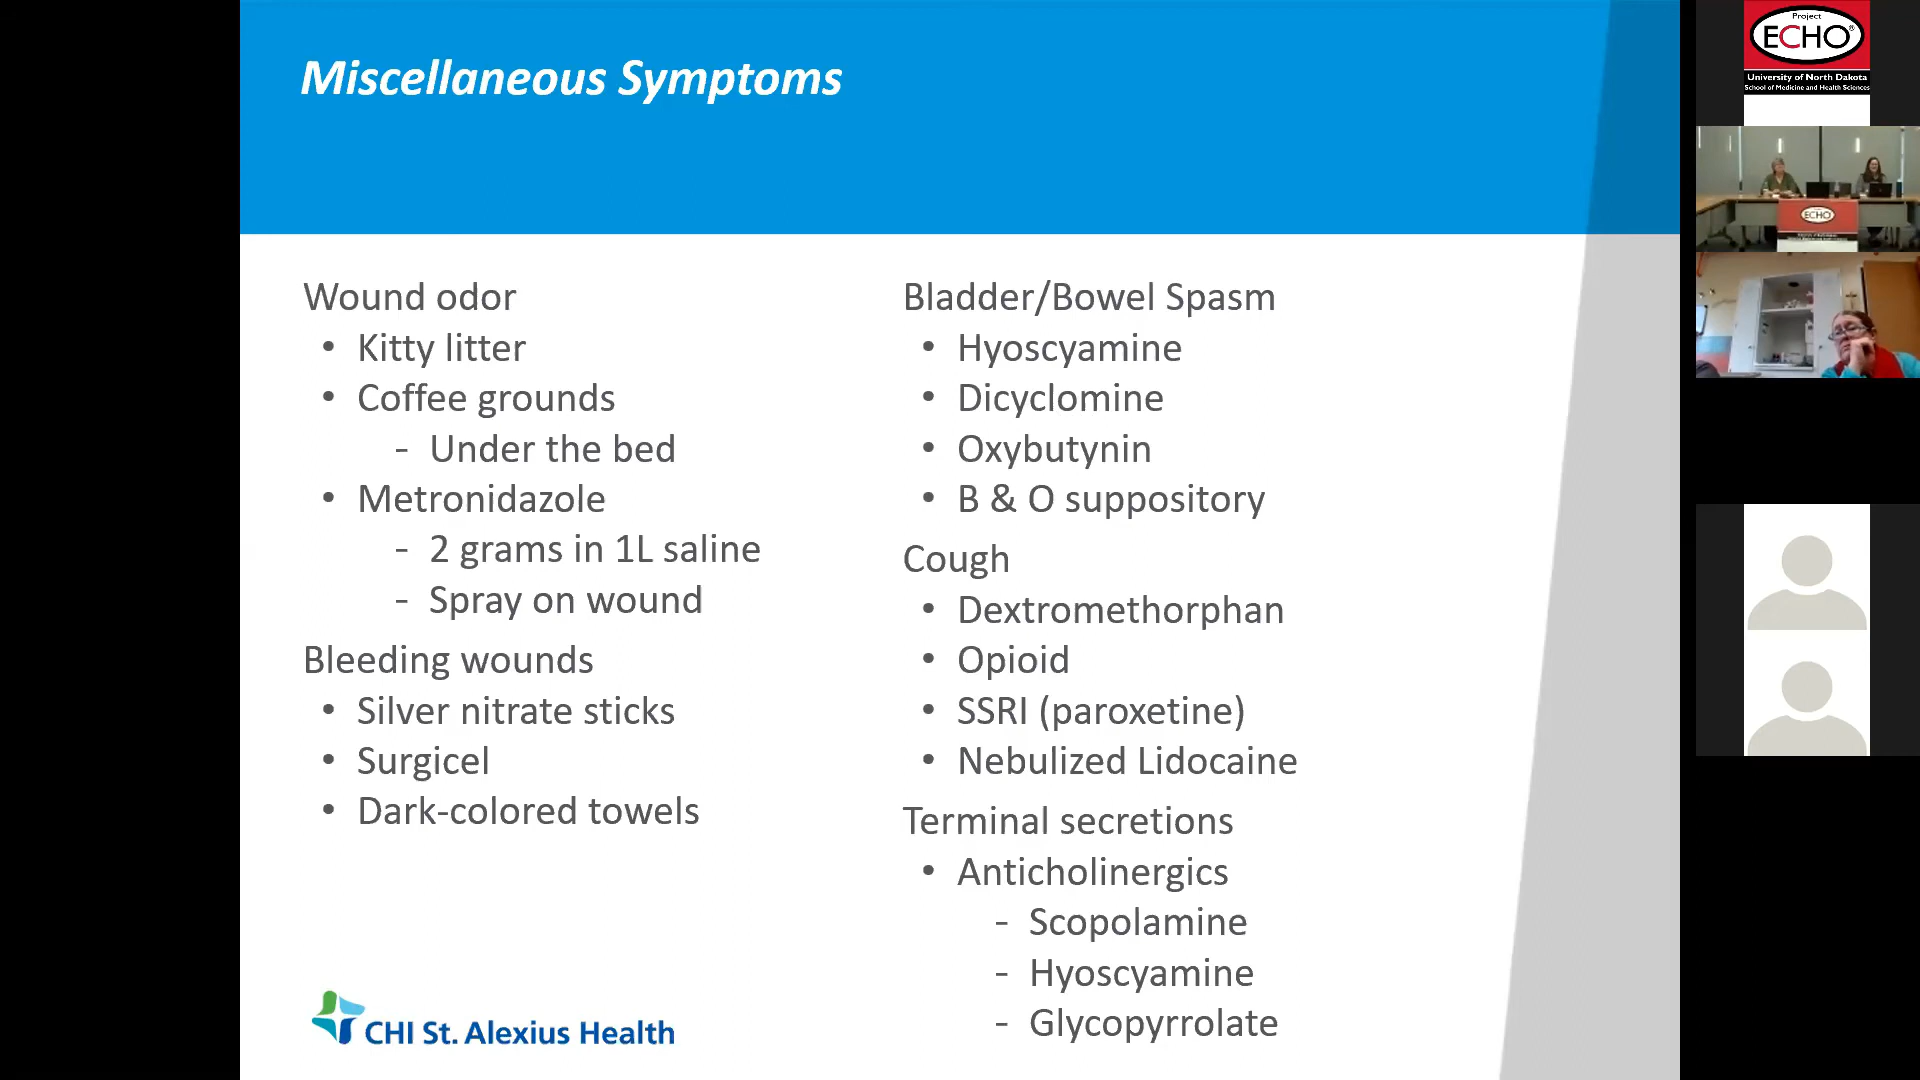 Miscellaneous Symptoms
Wound odor
• Kitty litter
• Coffee grounds
- Under the bed
• Metronidazole
- 2 grams in 1L saline
- Spray on wound
Bleeding wounds
• Silver nitrate sticks
• Surgicel
• Dark-colored towels
Bladder/Bowel Spasm
• Hyoscyamine
• Dicyclomine
• Oxybutynin
• B & O suppository
Cough
• Dextromethorphan
• Opioid
• SSRI (paroxetine)
• Nebulized Lidocaine
Terminal secretions
• Anticholinergics
- Scopolamine
- Hyoscyamine
- Glycopyrrolate
CHI St. Alexius Health
Project
ECHO®
University of North Dakota
School of Medicine and Health Sciences
ECHO